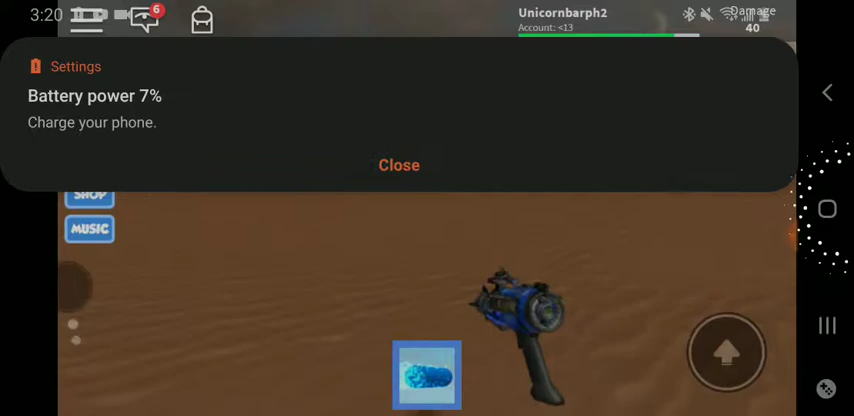 3:20
6
Unicornbarph2
Account: <13
Damage
40
Settings
Battery power 7%
Charge your phone.
Close
SHOP
MUSIC